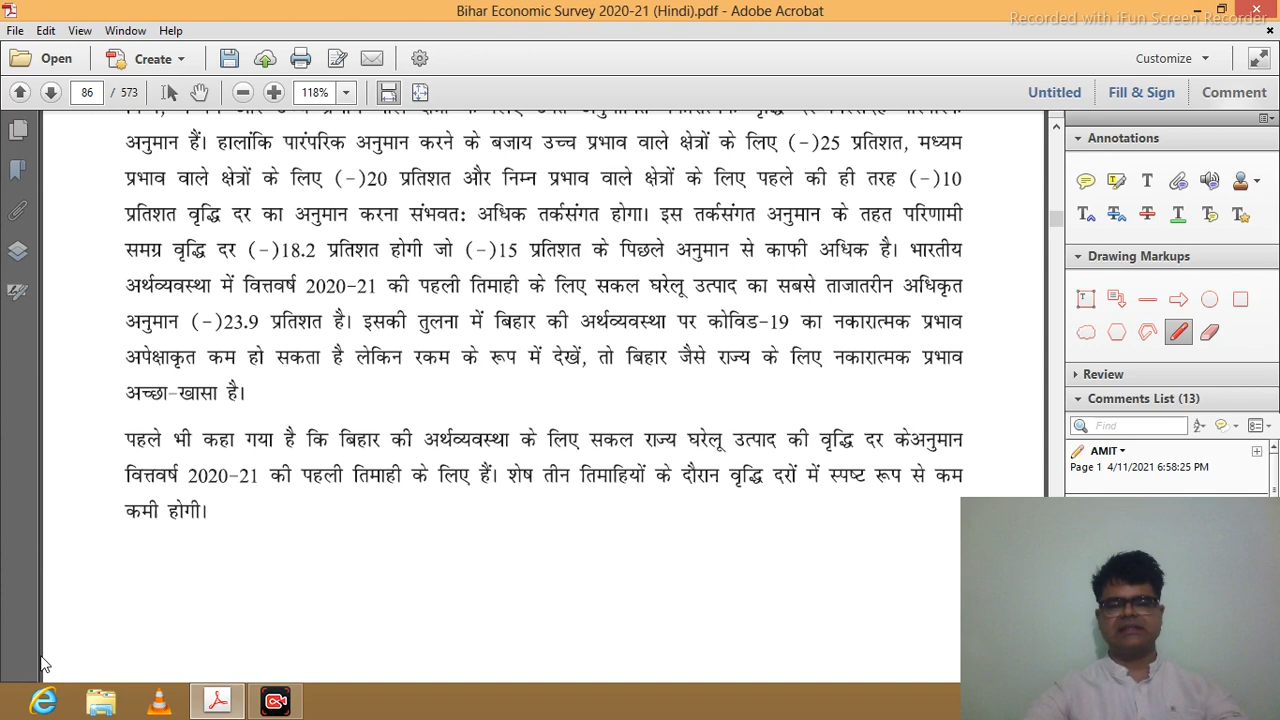 Bihar Economic Survey 2020-21 (Hindi).pdf - Adobe Acrobat
Recorded with iFun Screen Recorder
File Edit View Window Help
Open Create Customize
86 / 573 118% Untitled Fill & Sign Comment
अनुमान हैं। हालांकि पारंपरिक अनुमान करने के बजाय उच्च प्रभाव वाले क्षेत्रों के लिए (-)25 प्रतिशत, मध्यम
प्रभाव वाले क्षेत्रों के लिए (-)20 प्रतिशत और निम्न प्रभाव वाले क्षेत्रों के लिए पहले की ही तरह (-)10
प्रतिशत वृद्धि दर का अनुमान करना संभवत: अधिक तर्कसंगत होगा। इस तर्कसंगत अनुमान के तहत परिणामी
समग्र वृद्धि दर (-)18.2 प्रतिशत होगी जो (-)15 प्रतिशत के पिछले अनुमान से काफी अधिक है। भारतीय
अर्थव्यवस्था में वित्तवर्ष 2020-21 की पहली तिमाही के लिए सकल घरेलू उत्पाद का सबसे ताजातरीन अधिकृत
अनुमान (-)23.9 प्रतिशत है। इसकी तुलना में बिहार की अर्थव्यवस्था पर कोविड-19 का नकारात्मक प्रभाव
अपेक्षाकृत कम हो सकता है लेकिन रकम के रूप में देखें, तो बिहार जैसे राज्य के लिए नकारात्मक प्रभाव
अच्छा-खासा है।
पहले भी कहा गया है कि बिहार की अर्थव्यवस्था के लिए सकल राज्य घरेलू उत्पाद की वृद्धि दर केअनुमान
वित्तवर्ष 2020-21 की पहली तिमाही के लिए हैं। शेष तीन तिमाहियों के दौरान वृद्धि दरों में स्पष्ट रूप से कम
कमी होगी।
Annotations
Drawing Markups
Review
Comments List (13)
Find
AMIT
Page 1 4/11/2021 6:58:25 PM